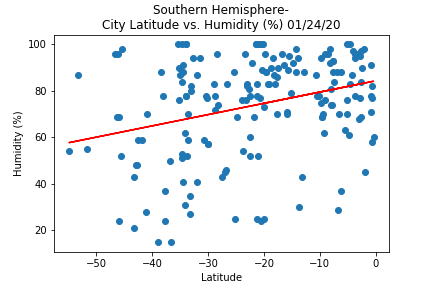 Southern Hemisphere-
City Latitude vs. Humidity (%) 01/24/20
100
80
60
40
20
Humidity (%)
−50
−40
−30
−20
−10
0
Latitude